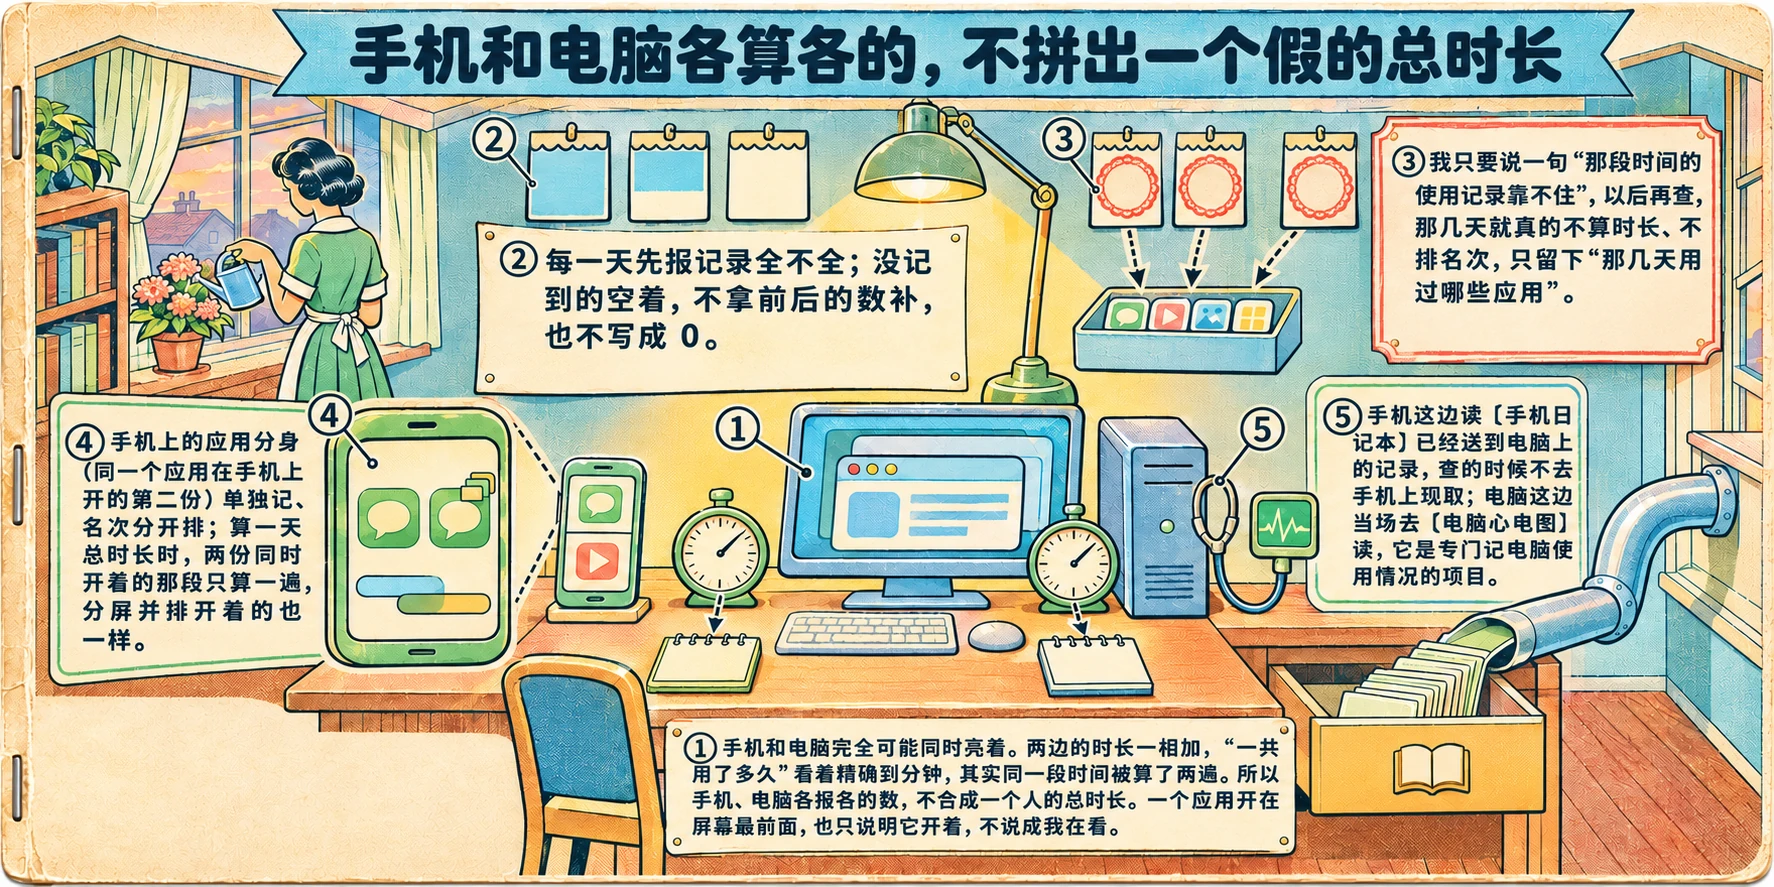 手机和电脑各算各的，不拼出一个假的总时长
②
③
③我只要说一句“那段时间的
使用记录靠不住”，以后再查，
那几天就真的不算时长、不
排名次，只留下“那几天用
过哪些应用”。
②每一天先报记录全不全；没记
到的空着，不拿前后的数补，
也不写成 0。
④
①
⑤
④手机上的应用分身
（同一个应用在手机上
开的第二份）单独记、
名次分开排；算一天
总时长时，两份同时
开着的那段只算一遍，
分屏并排开着的也
一样。
⑤手机这边读［手机日
记本］已经送到电脑上
的记录，查的时候不去
手机上现取；电脑这边
当场去［电脑心电图］
读，它是专门记电脑使
用情况的项目。
①手机和电脑完全可能同时亮着。两边的时长一相加，“一共
用了多久”看着精确到分钟，其实同一段时间被算了两遍。所以
手机、电脑各报各的数，不合成一个人的总时长。一个应用开在
屏幕最前面，也只说明它开着，不说成我在看。